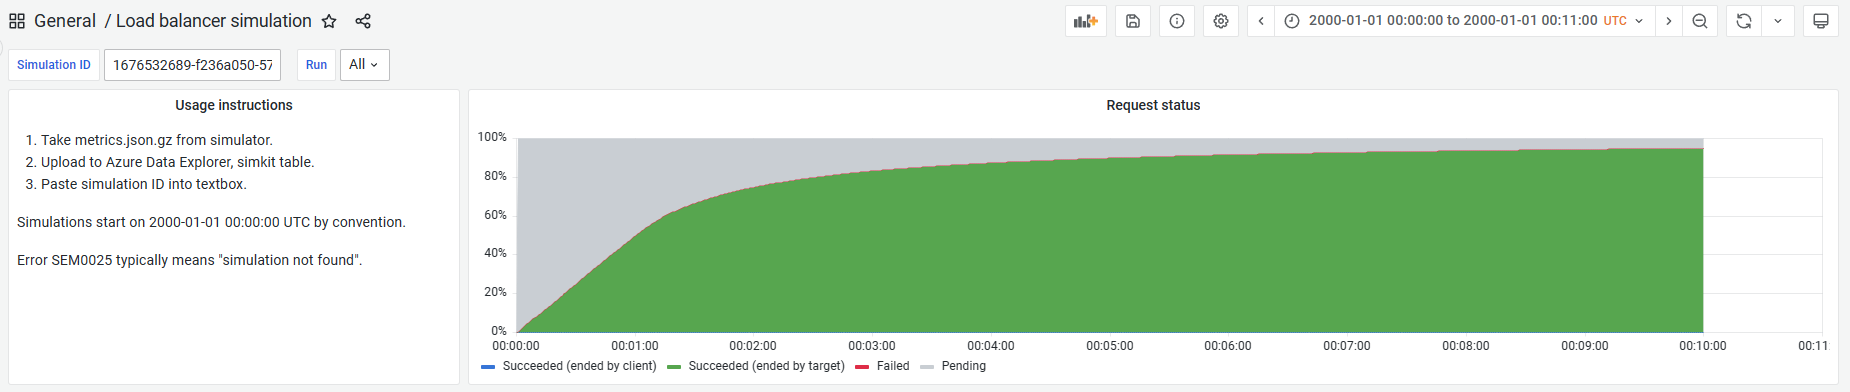 General / Load balancer simulation
2000-01-01 00:00:00 to 2000-01-01 00:11:00 UTC
Simulation ID
1676532689-f236a050-57
Run
All
Usage instructions
1. Take metrics.json.gz from simulator.
2. Upload to Azure Data Explorer, simkit table.
3. Paste simulation ID into textbox.
Simulations start on 2000-01-01 00:00:00 UTC by convention.
Error SEM0025 typically means "simulation not found".
Request status
100%
80%
60%
40%
20%
0%
00:00:00 00:01:00 00:02:00 00:03:00 00:04:00 00:05:00 00:06:00 00:07:00 00:08:00 00:09:00 00:10:00 00:11:
Succeeded (ended by client) Succeeded (ended by target) Failed Pending